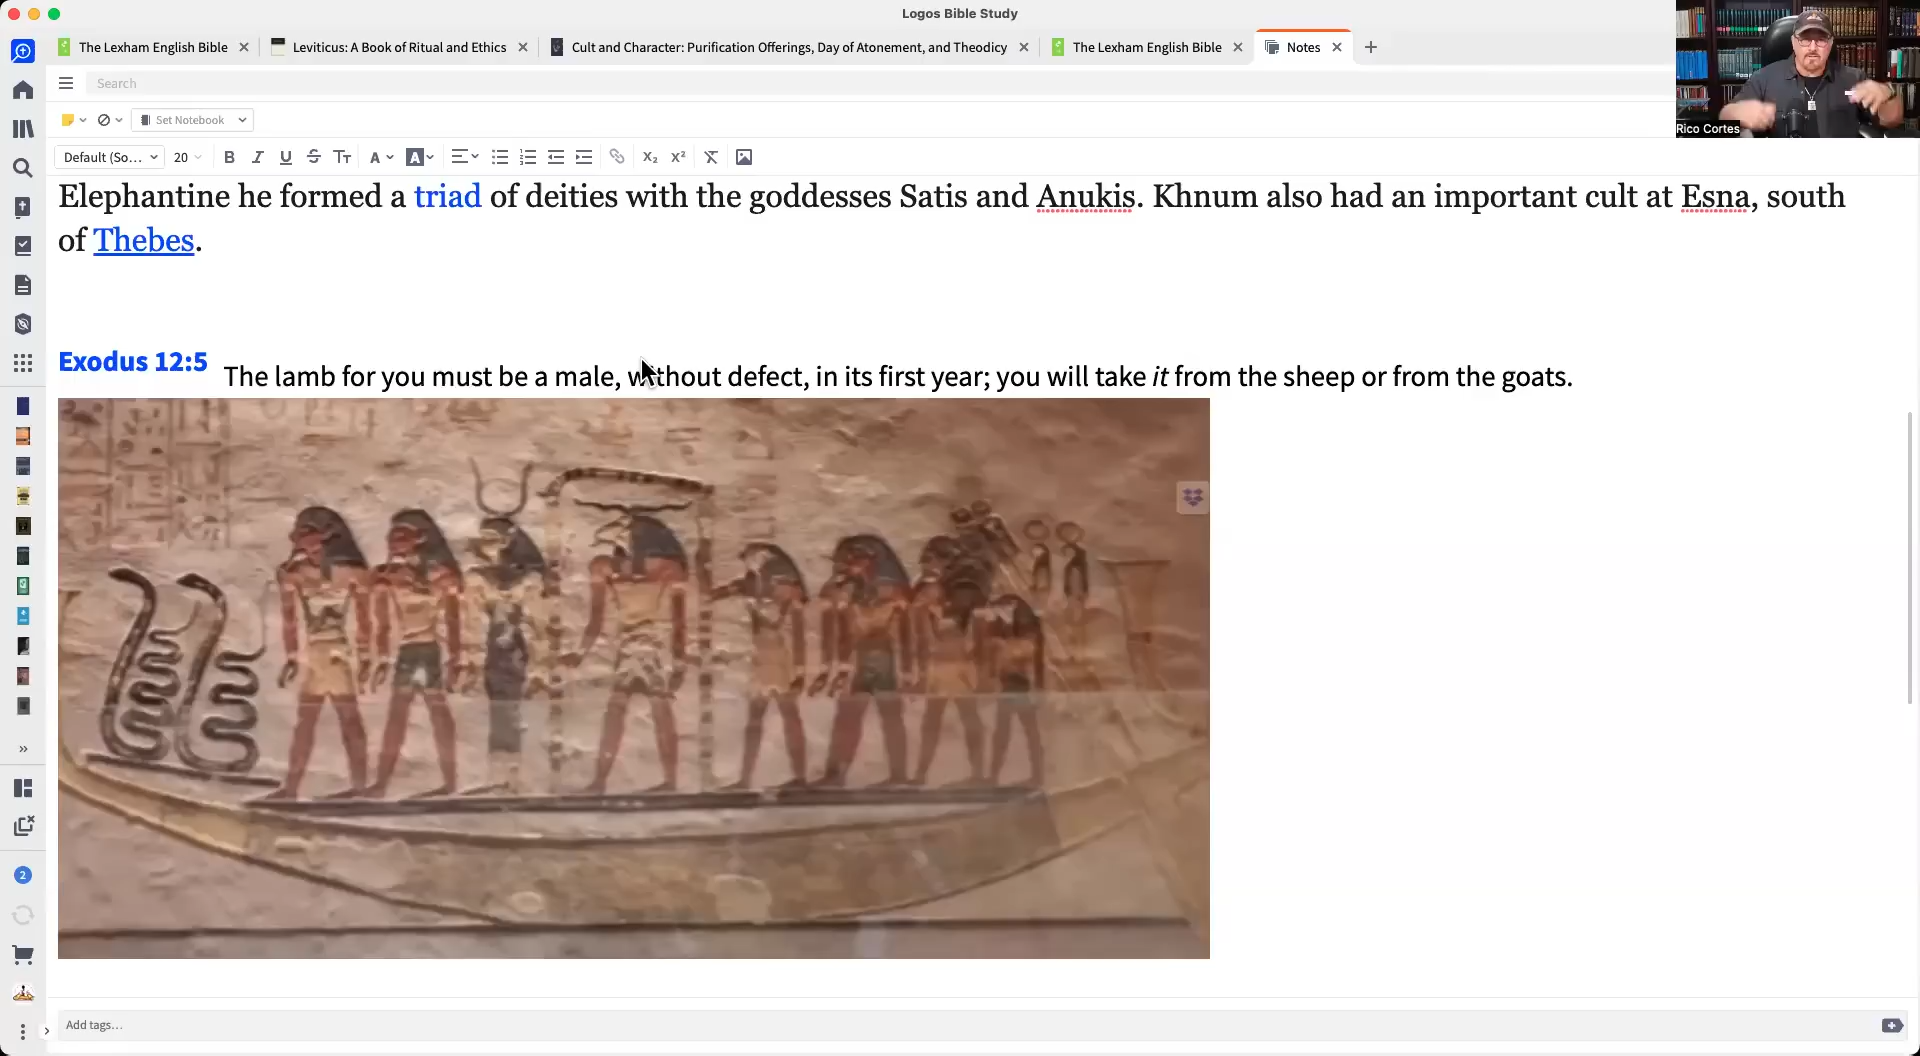 Logos Bible Study
The Lexham English Bible
Leviticus: A Book of Ritual and Ethics
Cult and Character: Purification Offerings, Day of Atonement, and Theodicy
The Lexham English Bible
Notes
Search
Set Notebook
Default (So...
20
B I U S Tт A A X₂ X²
Rico Cortes
Elephantine he formed a triad of deities with the goddesses Satis and Anukis. Khnum also had an important cult at Esna, south
of Thebes.
Exodus 12:5 The lamb for you must be a male, without defect, in its first year; you will take it from the sheep or from the goats.
2
Add tags...